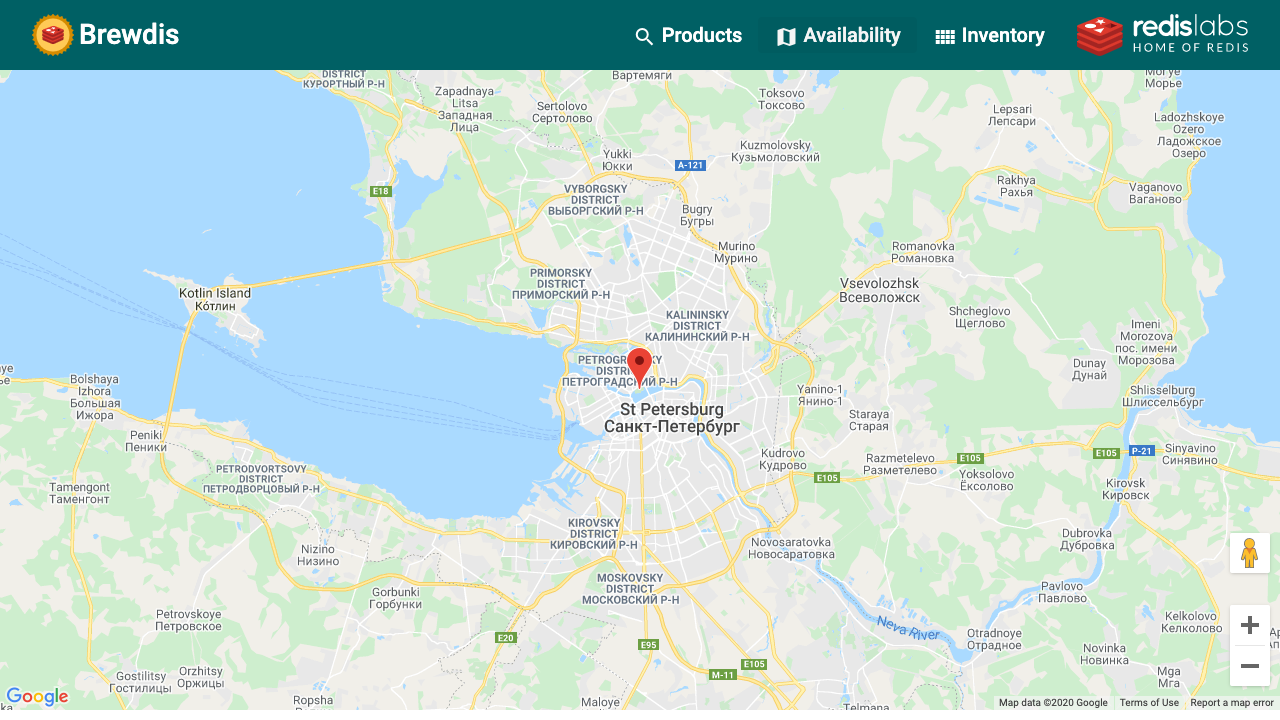 Brewdis
Products
Availability
Inventory
redislabs
HOME OF REDIS
DISTRICT
КУРОРТНЫЙ Р-Н
Вартемяги
Zapadnaya
Litsa
Западная
Лица
Sertolovo
Сертолово
Toksovo
Токсово
Lepsari
Лепсари
Morye
Морье
Ladozhskoye
Ozero
Ладожское
Озеро
Yukki
Юкки
A-121
Kuzmolovsky
Кузьмоловский
E18
VYBORGSKY
DISTRICT
ВЫБОРГСКИЙ Р-Н
Bugry
Бугры
Rakhya
Рахья
Vaganovo
Ваганово
Murino
Мурино
Romanovka
Романовка
Kotlin Island
Ко́тлин
PRIMORSKY
DISTRICT
ПРИМОРСКИЙ Р-Н
Vsevolozhsk
Всеволожск
KALININSKY
DISTRICT
КАЛИНИНСКИЙ Р-Н
Shcheglovo
Щеглово
Imeni
Morozova
пос. имени
Морозова
DISTRICT
ПЕТРОГРАДСКИЙ Р-Н
Dunay
Дунай
Bolshaya
Izhora
Большая
Ижора
Yanino-1
Янино-1
Shlisselburg
Шлиссельбург
St Petersburg
Санкт-Петербург
Staraya
Старая
Peniki
Пеники
Kudrovo
Кудрово
Razmetelevo
Разметелево
E105
E105
P-21
Sinyavino
Синявино
PETRODVORTSOVY
DISTRICT
ПЕТРОДВОРЦОВЫЙ Р-Н
E105
Yoksolovo
Ёксолово
Kirovsk
Кировск
Tamengont
Таменгонт
KIROVSKY
DISTRICT
КИРОВСКИЙ Р-Н
Novosaratovka
Новосаратовка
Dubrovka
Дубровка
Nizino
Низино
MOSKOVSKY
DISTRICT
МОСКОВСКИЙ Р-Н
Gorbunki
Горбунки
Pavlovo
Павлово
Petrovskoye
Петровское
Kelkolovo
Келколово
Neva River
E20
E95
Otradnoye
Отрадное
Novinka
Новинка
E105
M-11
Mga
Мга
Orzhitsy
Оржицы
Gostilitsy
Гостилицы
Ropsha
Ропша
Maloye
Telmana
Google
Map data ©2020 Google
Terms of Use
Report a map error